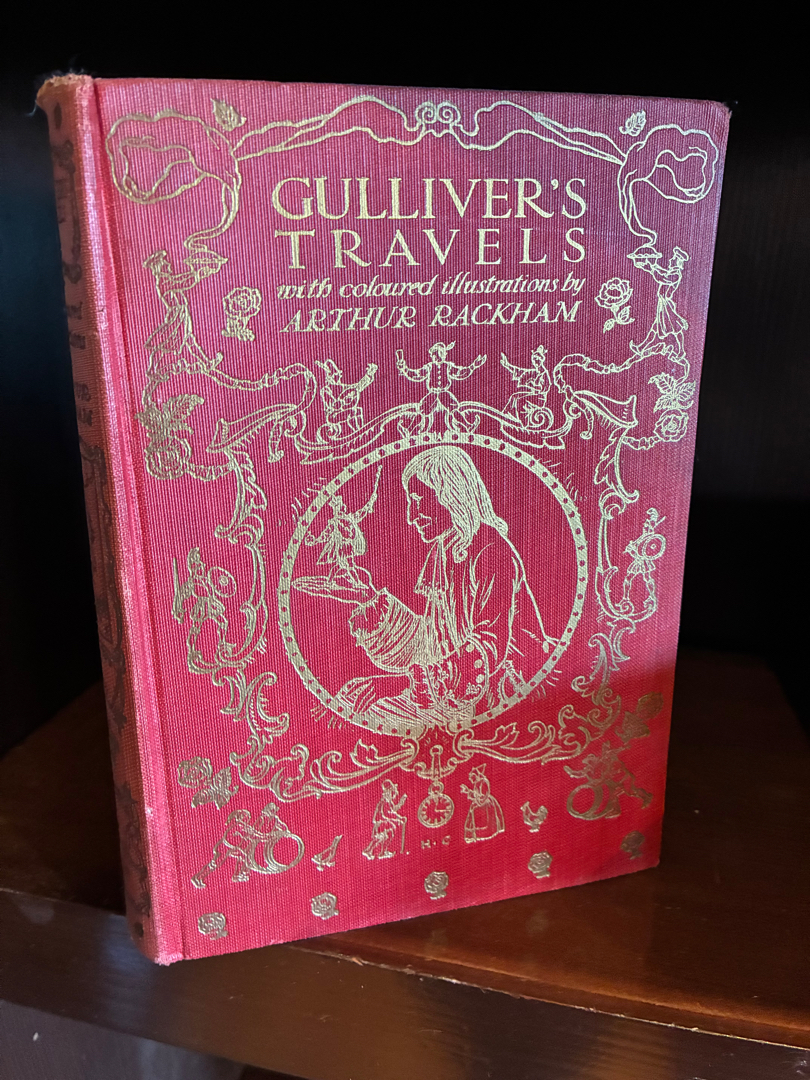 GULLIVER'S
TRAVELS
with coloured illustrations by
ARTHUR RACKHAM
H. C